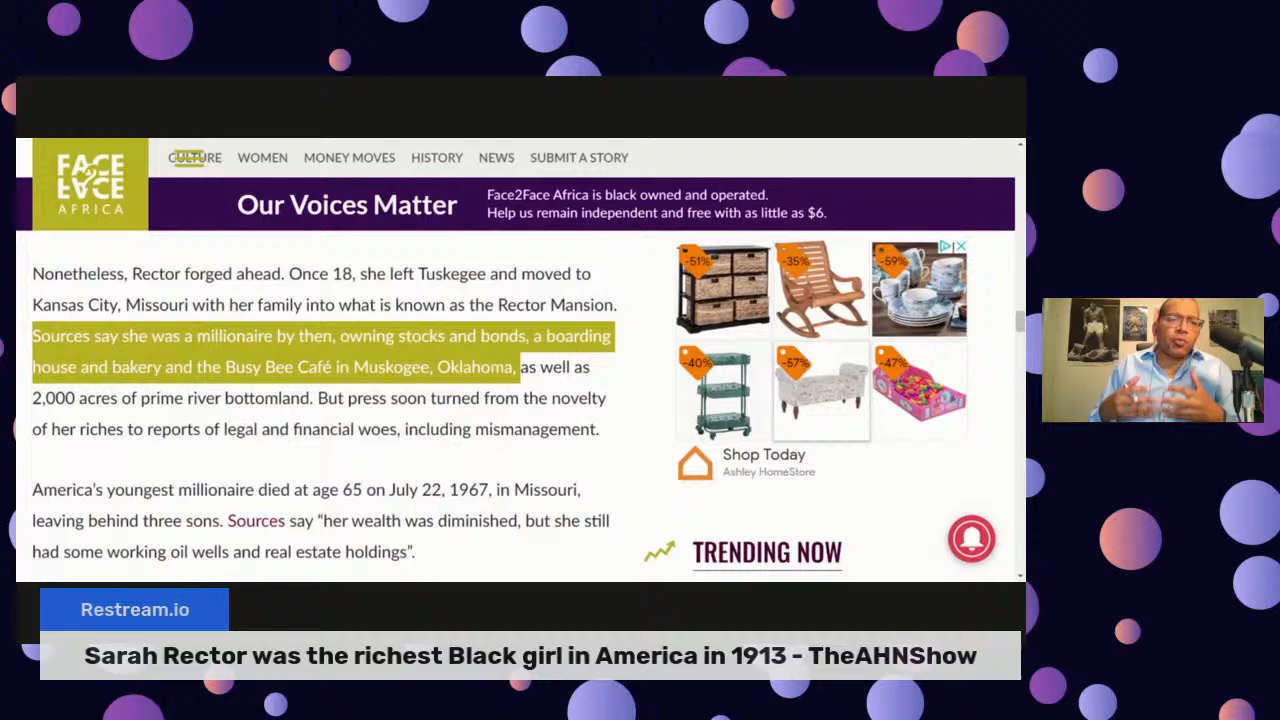 FACE
FACE
AFRICA
CULTURE WOMEN MONEY MOVES HISTORY NEWS SUBMIT A STORY
Our Voices Matter
Face2Face Africa is black owned and operated.
Help us remain independent and free with as little as $6.
Nonetheless, Rector forged ahead. Once 18, she left Tuskegee and moved to
Kansas City, Missouri with her family into what is known as the Rector Mansion.
Sources say she was a millionaire by then, owning stocks and bonds, a boarding
house and bakery and the Busy Bee Café in Muskogee, Oklahoma, as well as
2,000 acres of prime river bottomland. But press soon turned from the novelty
of her riches to reports of legal and financial woes, including mismanagement.
America's youngest millionaire died at age 65 on July 22, 1967, in Missouri,
leaving behind three sons. Sources say “her wealth was diminished, but she still
had some working oil wells and real estate holdings”.
-51% -35% -59%
-40% -57% -47%
Shop Today
Ashley HomeStore
TRENDING NOW
Restream.io
Sarah Rector was the richest Black girl in America in 1913 - TheAHNShow